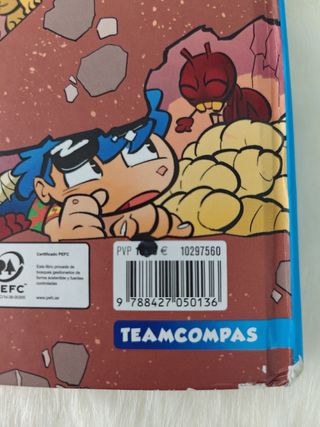 Certificado PEFC
Este libro procede de
bosques gestionados de
forma sostenible y fuentes
controladas
PEFC
www.pefc.es
PVP € 10297560
9 788427 050136
TEAMCOMPAS